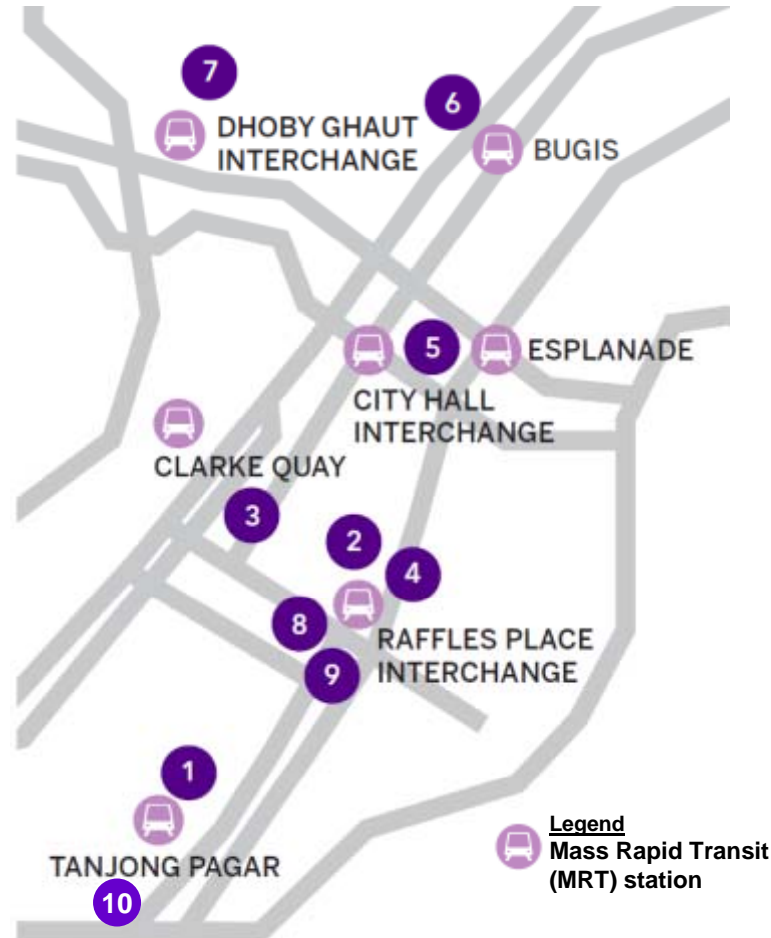 7
6
DHOBY GHAUT
INTERCHANGE
BUGIS
5
ESPLANADE
CITY HALL
INTERCHANGE
CLARKE QUAY
3
2
4
8
RAFFLES PLACE
INTERCHANGE
9
1
TANJONG PAGAR
10
Legend
Mass Rapid Transit
(MRT) station